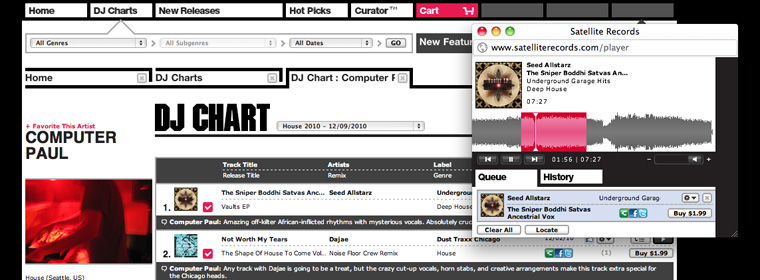 Home
DJ Charts
New Releases
Hot Picks
Curator™
Cart
All Genres
All Subgenres
All Dates
GO
New Featur
Home
DJ Charts
DJ Chart : Computer
+ Favorite This Artist
COMPUTER
PAUL
House (Seattle, US)
DJ CHART
House 2010 - 12/09/2010
Track Title Artists Label
Release Title Remix Genre
1.
The Sniper Boddhi Satvas Anc... Seed Allstarz Undergroun
Vaults EP Deep House
Computer Paul: Amazing off-kilter African-inflicted rhythms with mysterious vocals. Absolutely cruc
2.
Not Worth My Tears Dajae Dust Traxx Chicago 12/02/10
The Shape Of House To Come Vol... Noise Floor Crew Remix Chicago House (1)
Computer Paul: Any track with Dajae is going to be a treat, but the crazy cut-up vocals, horn stabs, and creative arrangements make this track extra special for
the Chicago heads.
Satellite Records
www.satelliterecords.com/player
Seed Allstarz
The Sniper Boddhi Satvas An...
Underground Garage Hits
Deep House
07:27
01:56 | 07:27
Queue
History
Seed Allstarz Underground Garag
The Sniper Boddhi Satvas
Ancestrial Vox
Buy $1.99
Clear All
Locate